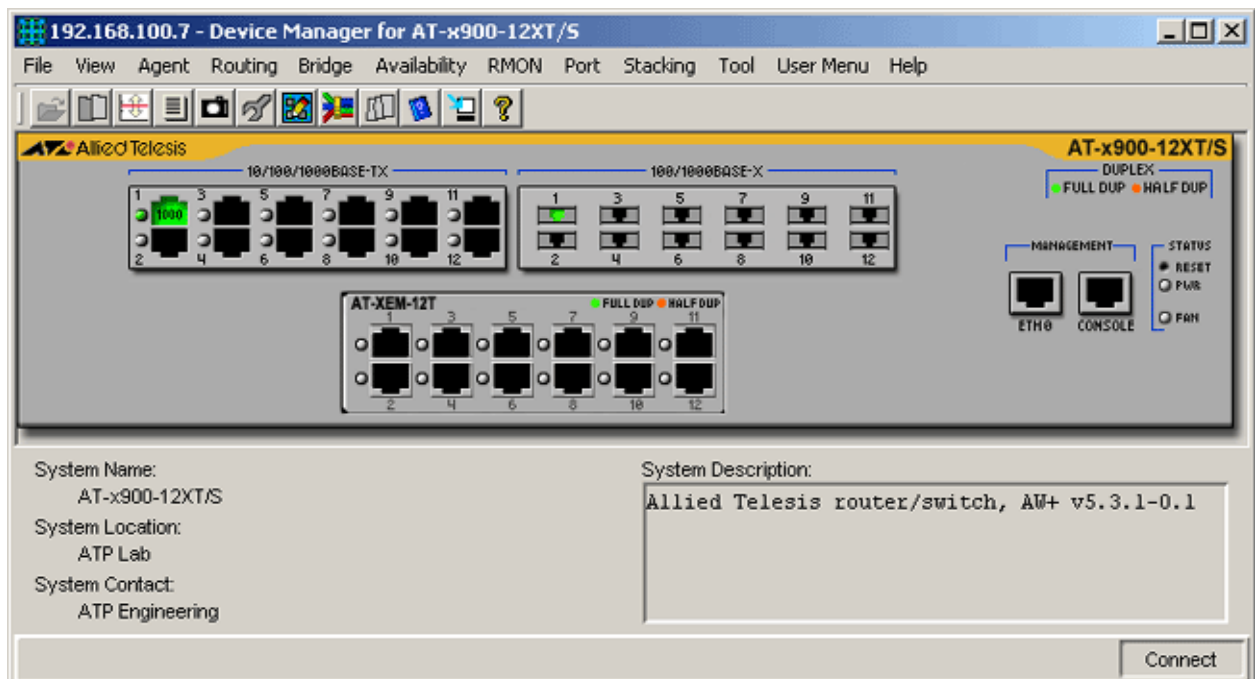 192.168.100.7 - Device Manager for AT-x900-12XT/S
File View Agent Routing Bridge Availability RMON Port Stacking Tool User Menu Help
Allied Telesis
AT-x900-12XT/S
10/100/1000BASE-TX
100/1000BASE-X
DUPLEX
FULL DUP HALF DUP
1 3 5 7 9 11
1000
2 4 6 8 10 12
1 3 5 7 9 11
2 4 6 8 10 12
MANAGEMENT
ETH0 CONSOLE
STATUS
RESET
PWR
FAN
AT-XEM-12T
FULL DUP HALF DUP
1 3 5 7 9 11
2 4 6 8 10 12
System Name:
AT-x900-12XT/S
System Location:
ATP Lab
System Contact:
ATP Engineering
System Description:
Allied Telesis router/switch, AW+ v5.3.1-0.1
Connect